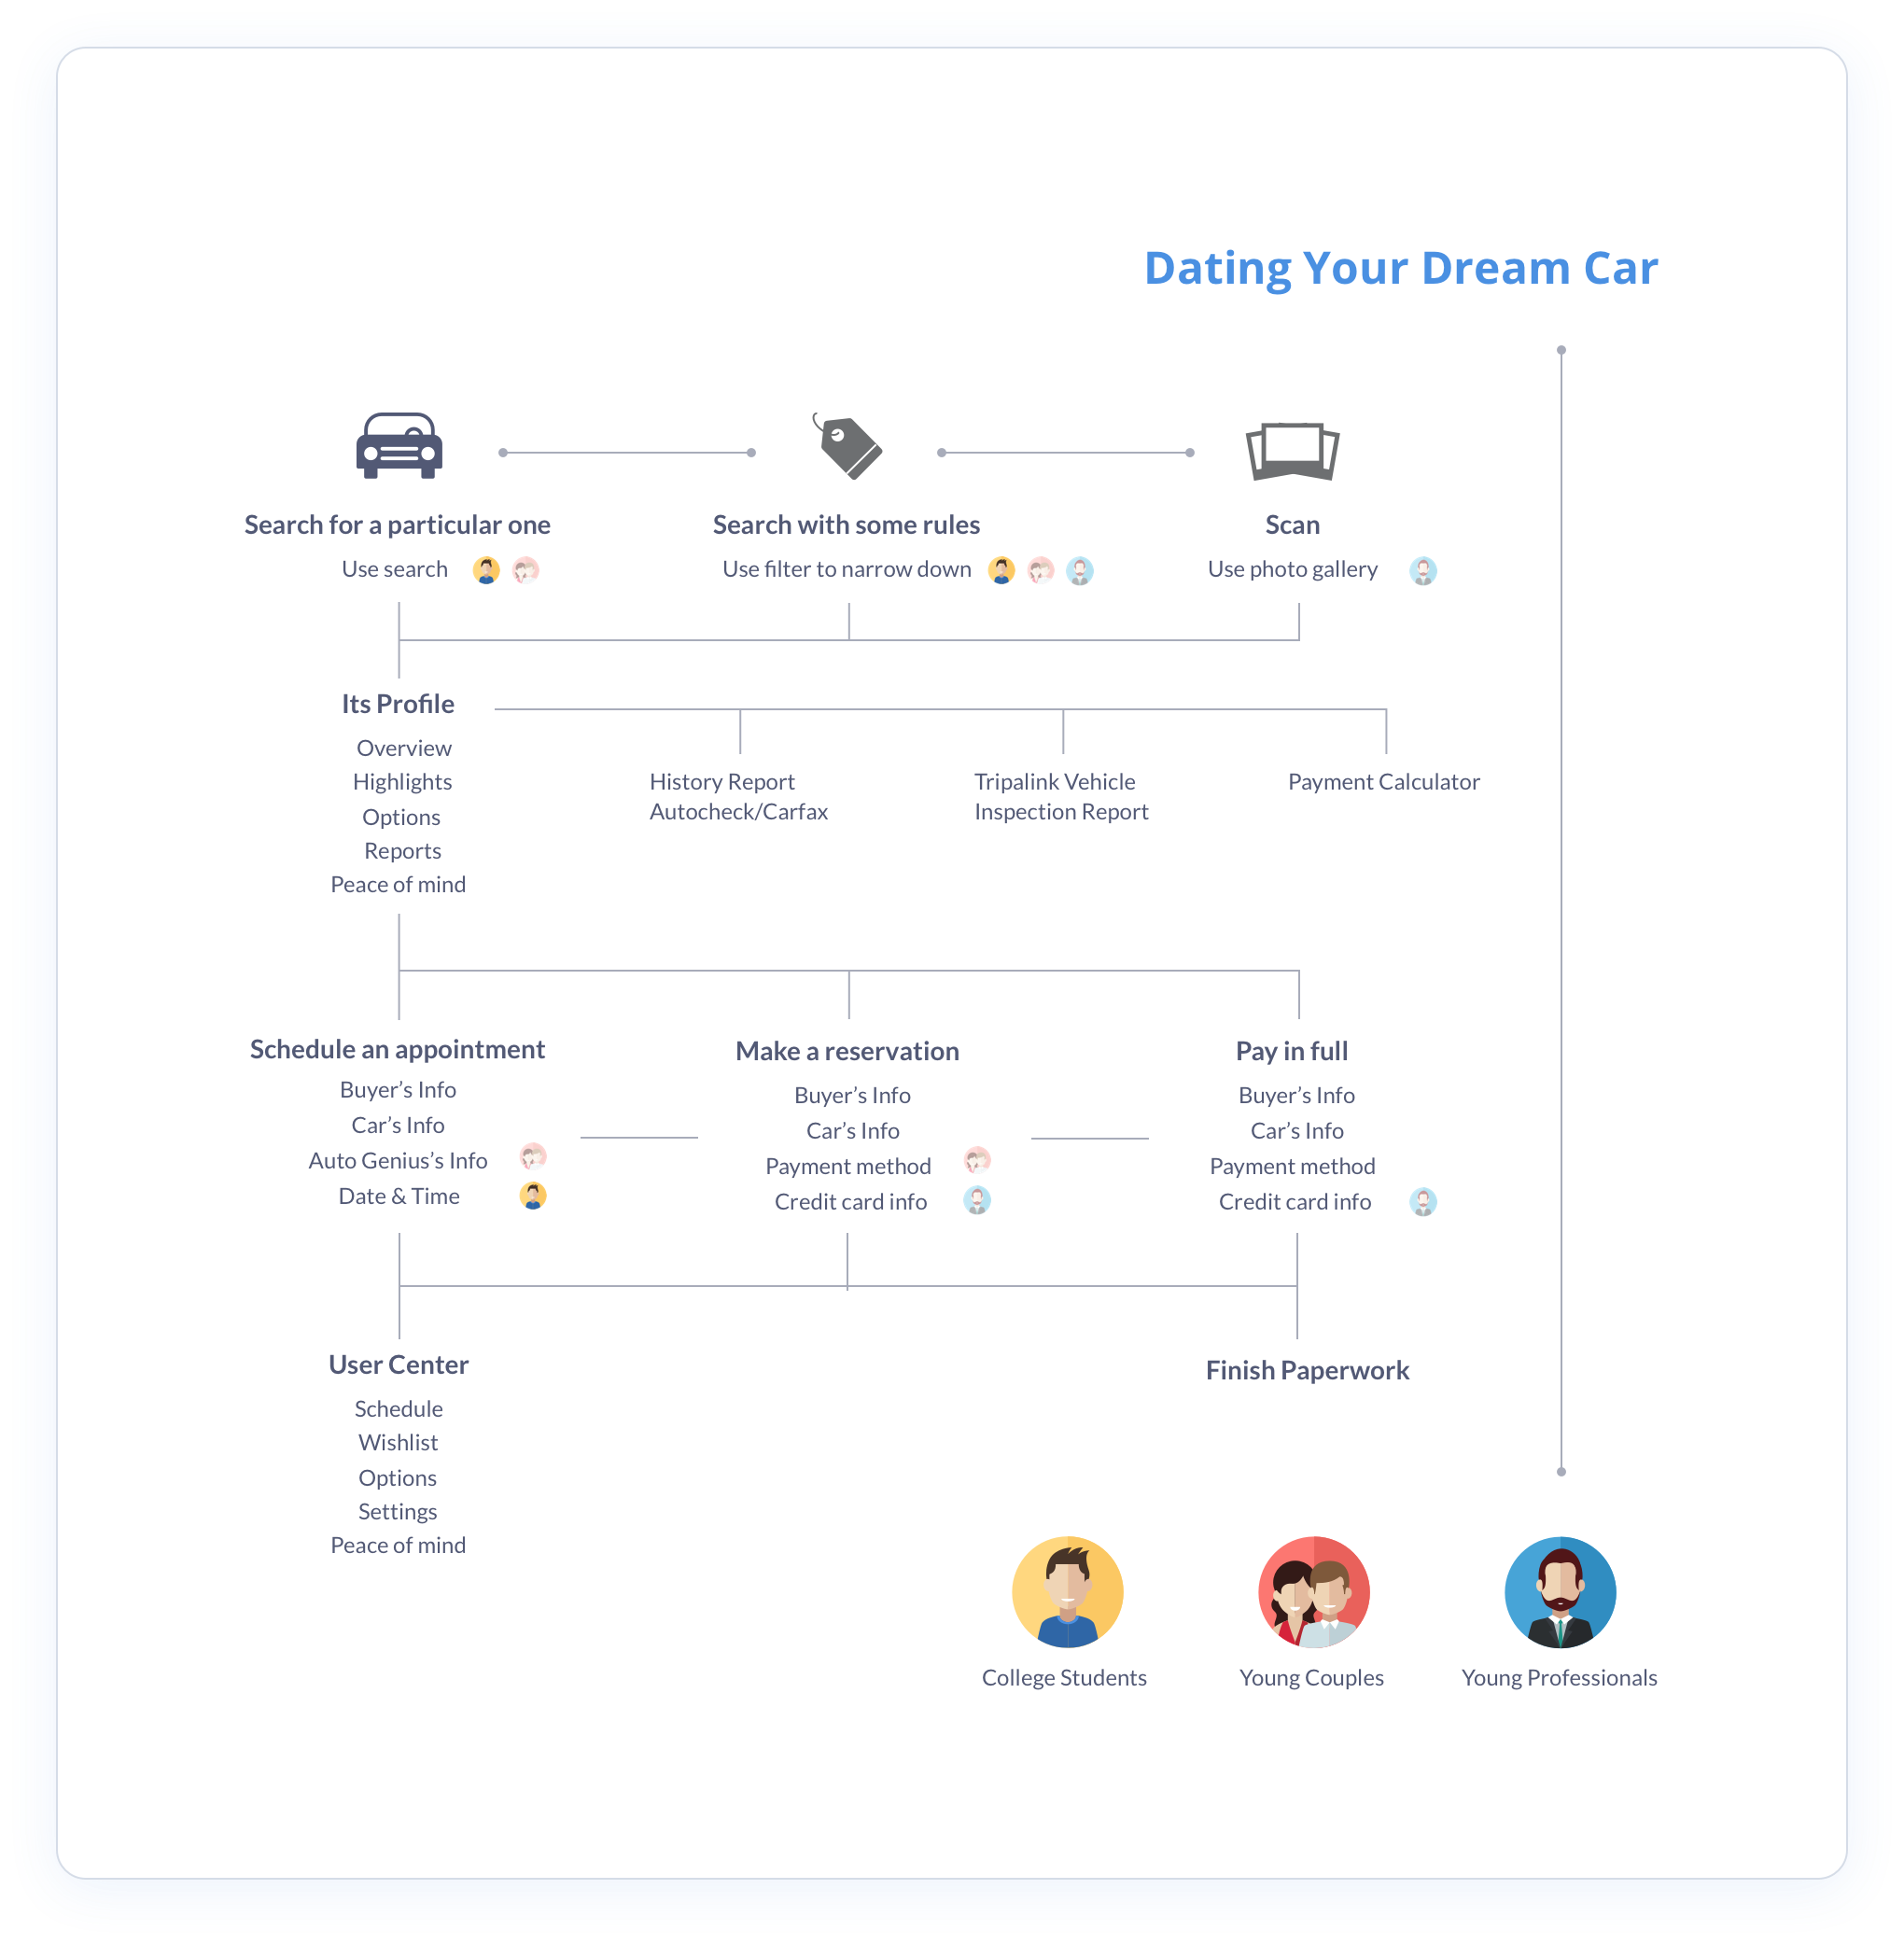 Dating Your Dream Car
Search for a particular one
Use search
Search with some rules
Use filter to narrow down
Scan
Use photo gallery
Its Profile
Overview
Highlights
Options
Reports
Peace of mind
History Report
Autocheck/Carfax
Tripalink Vehicle
Inspection Report
Payment Calculator
Schedule an appointment
Buyer’s Info
Car’s Info
Auto Genius’s Info
Date & Time
Make a reservation
Buyer’s Info
Car’s Info
Payment method
Credit card info
Pay in full
Buyer’s Info
Car’s Info
Payment method
Credit card info
User Center
Schedule
Wishlist
Options
Settings
Peace of mind
Finish Paperwork
College Students
Young Couples
Young Professionals